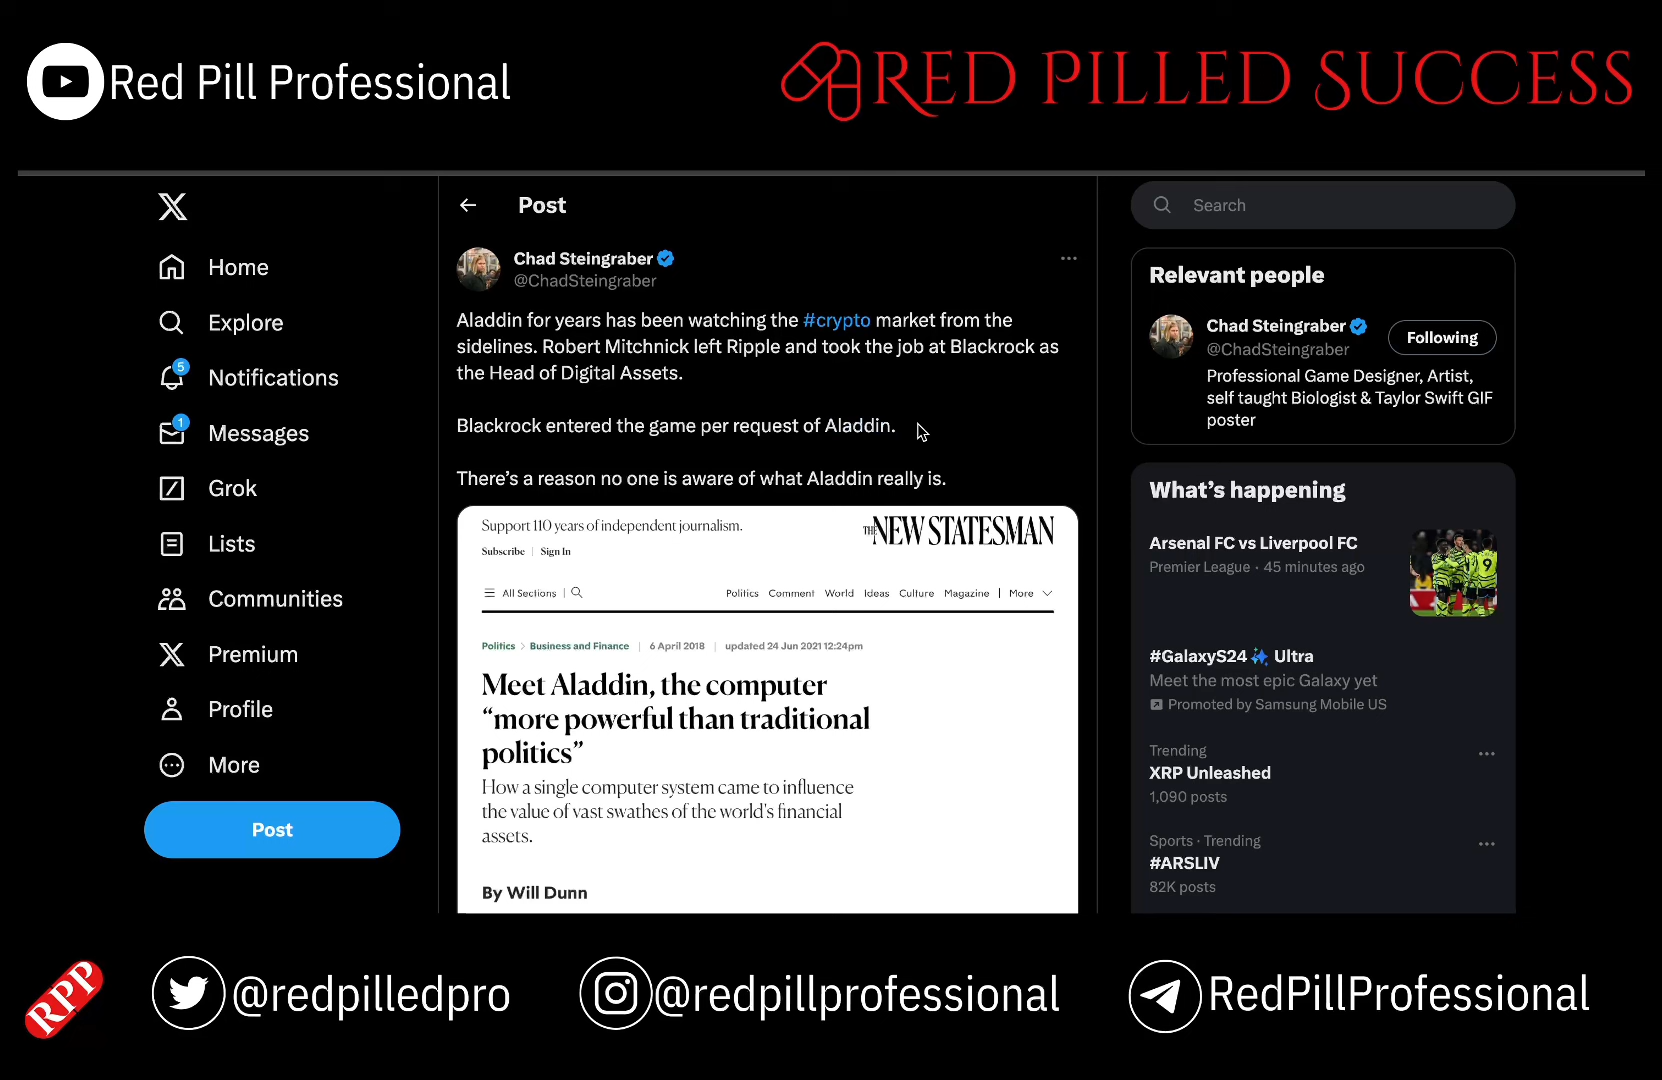 Red Pill Professional
RED PILLED SUCCESS
Home
Explore
5
Notifications
1
Messages
Grok
Lists
Communities
Premium
Profile
More
Post
Post
Chad Steingraber
@ChadSteingraber
Aladdin for years has been watching the #crypto market from the
sidelines. Robert Mitchnick left Ripple and took the job at Blackrock as
the Head of Digital Assets.
Blackrock entered the game per request of Aladdin.
There’s a reason no one is aware of what Aladdin really is.
Support 110 years of independent journalism.
THE NEW STATESMAN
Subscribe | Sign In
All Sections |
Politics Comment World Ideas Culture Magazine | More
Politics > Business and Finance | 6 April 2018 | updated 24 Jun 2021 12:24pm
Meet Aladdin, the computer
“more powerful than traditional
politics”
How a single computer system came to influence
the value of vast swathes of the world’s financial
assets.
By Will Dunn
Search
Relevant people
Chad Steingraber
@ChadSteingraber
Following
Professional Game Designer, Artist,
self taught Biologist & Taylor Swift GIF
poster
What’s happening
Arsenal FC vs Liverpool FC
Premier League · 45 minutes ago
9
#GalaxyS24 Ultra
Meet the most epic Galaxy yet
Promoted by Samsung Mobile US
Trending
XRP Unleashed
1,090 posts
Sports · Trending
#ARSLIV
82K posts
RPP
@redpilledpro
@redpillprofessional
RedPillProfessional